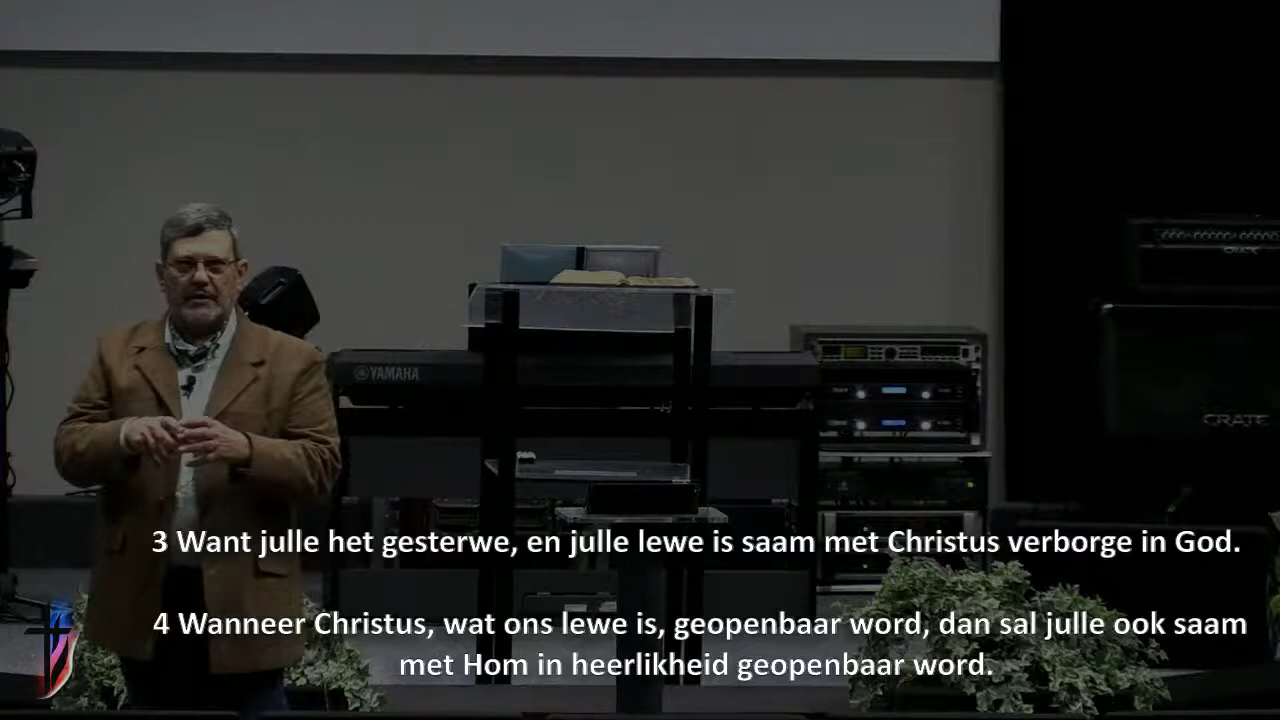 YAMAHA
CRATE
CRATE
3 Want julle het gesterwe, en julle lewe is saam met Christus verborge in God.
4 Wanneer Christus, wat ons lewe is, geopenbaar word, dan sal julle ook saam
met Hom in heerlikheid geopenbaar word.